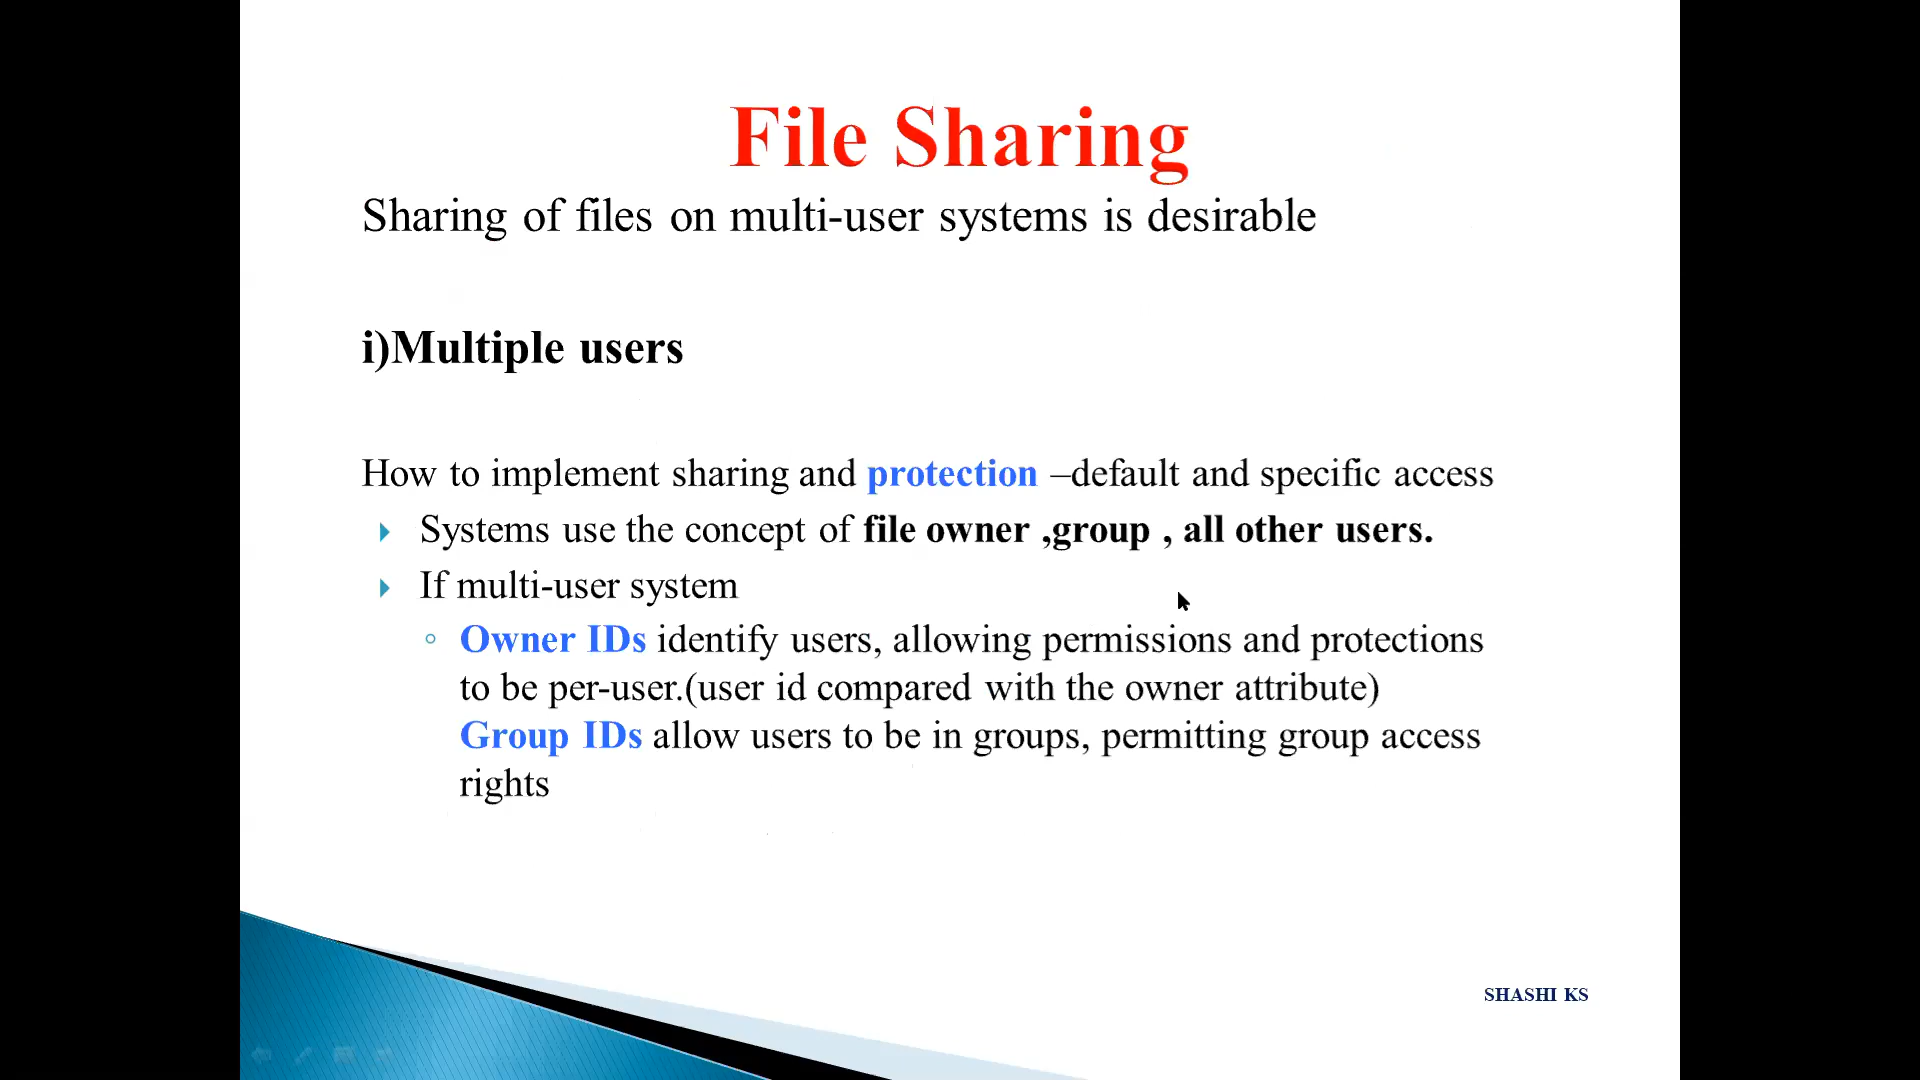 File Sharing
Sharing of files on multi-user systems is desirable
i)Multiple users
How to implement sharing and protection –default and specific access
Systems use the concept of file owner ,group , all other users.
If multi-user system
Owner IDs identify users, allowing permissions and protections
to be per-user.(user id compared with the owner attribute)
Group IDs allow users to be in groups, permitting group access
rights
SHASHI KS